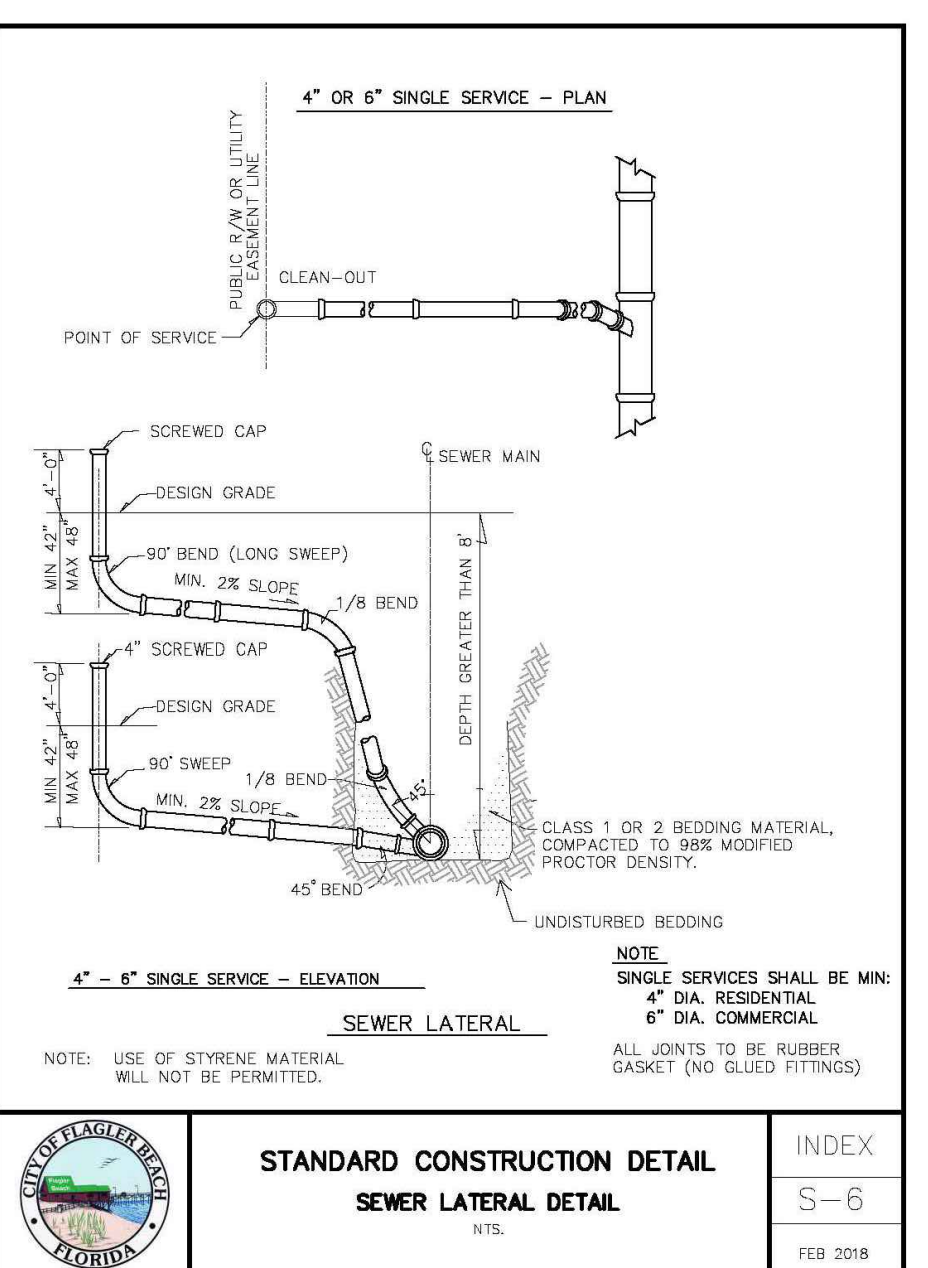 4" OR 6" SINGLE SERVICE - PLAN
PUBLIC R/W OR UTILITY
EASEMENT LINE
CLEAN-OUT
POINT OF SERVICE
SCREWED CAP
℄ SEWER MAIN
4'-0"
DESIGN GRADE
MIN 42"
MAX 48"
90° BEND (LONG SWEEP)
MIN. 2% SLOPE
1/8 BEND
DEPTH GREATER THAN 8'
4" SCREWED CAP
4'-0"
DESIGN GRADE
MIN 42"
MAX 48"
90° SWEEP
1/8 BEND
45°
MIN. 2% SLOPE
CLASS 1 OR 2 BEDDING MATERIAL,
COMPACTED TO 98% MODIFIED
PROCTOR DENSITY.
45° BEND
UNDISTURBED BEDDING
4" - 6" SINGLE SERVICE - ELEVATION
NOTE
SINGLE SERVICES SHALL BE MIN:
4" DIA. RESIDENTIAL
6" DIA. COMMERCIAL
SEWER LATERAL
ALL JOINTS TO BE RUBBER
GASKET (NO GLUED FITTINGS)
NOTE: USE OF STYRENE MATERIAL
WILL NOT BE PERMITTED.
CITY OF FLAGLER BEACH
Flagler
Beach
FLORIDA
STANDARD CONSTRUCTION DETAIL
SEWER LATERAL DETAIL
NTS.
INDEX
S-6
FEB 2018